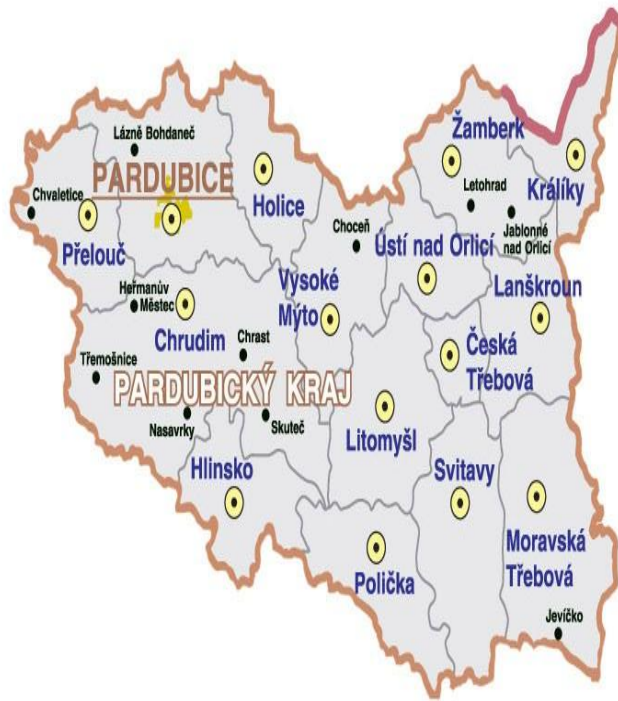 Žamberk
Lázně Bohdaneč
PARDUBICE
Holice
Králíky
Chvaletice
Letohrad
Přelouč
Choceň
Ústí nad Orlicí
Jablonné
nad Orlicí
Heřmanův
Městec
Vysoké
Mýto
Lanškroun
Chrudim
Chrast
Česká
Třebová
Třemošnice
PARDUBICKÝ KRAJ
Nasavrky
Skuteč
Litomyšl
Hlinsko
Svitavy
Moravská
Třebová
Polička
Jevíčko